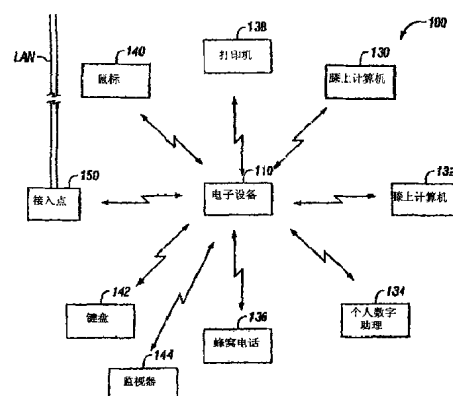 100
LAN
140
鼠标
138
打印机
130
膝上计算机
150
接入点
110
电子设备
132
膝上计算机
142
键盘
144
监视器
136
蜂窝电话
134
个人数字
助理